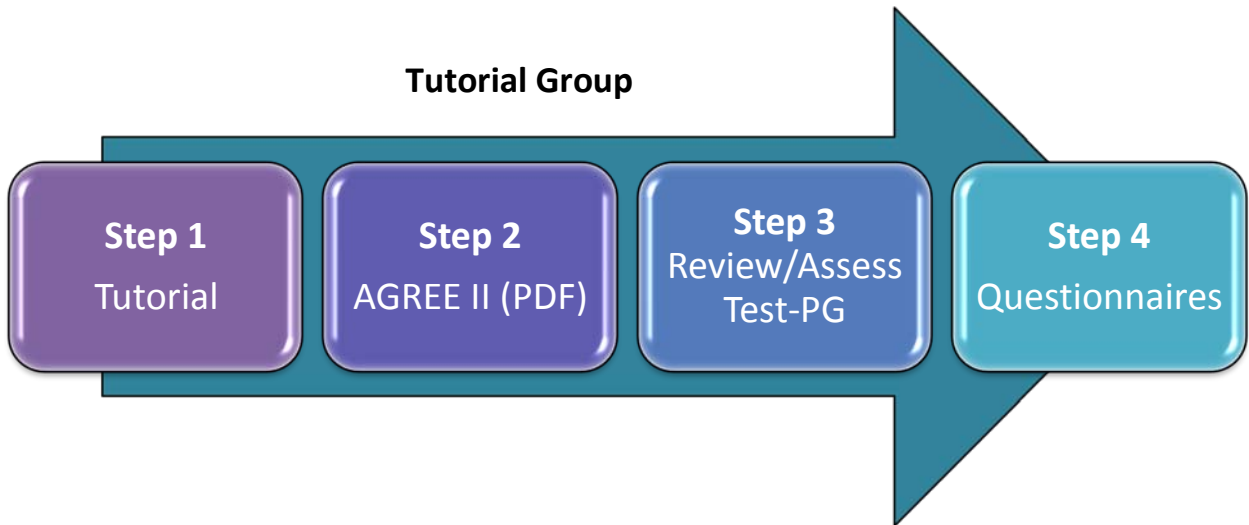 Tutorial Group
Step 1
Tutorial
Step 2
AGREE II (PDF)
Step 3
Review/Assess
Test-PG
Step 4
Questionnaires